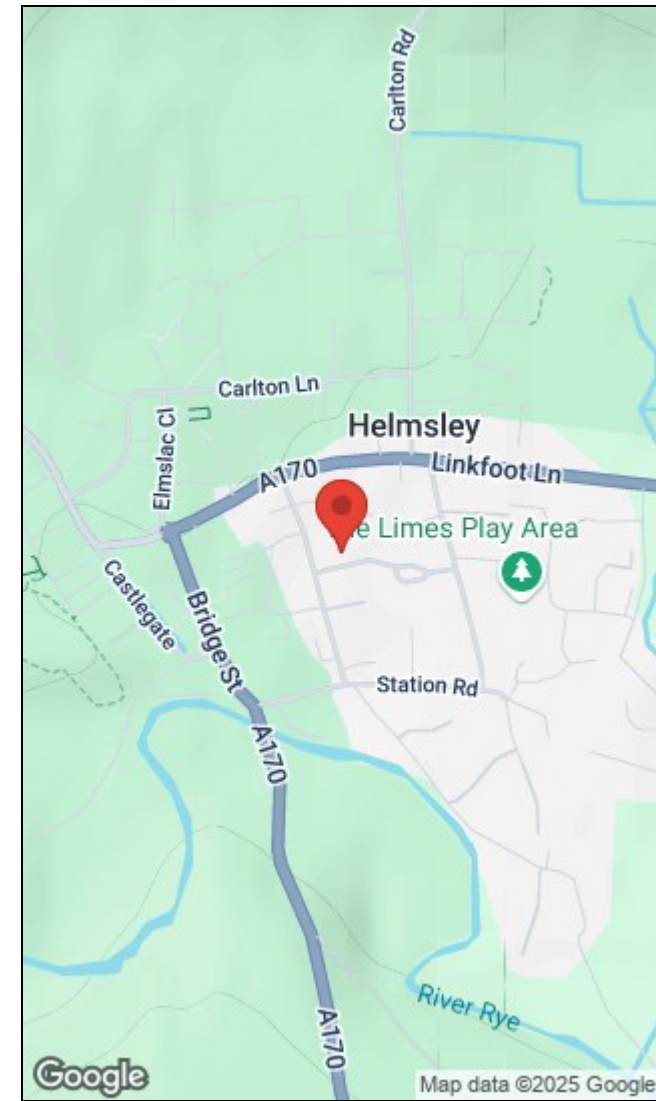 Carlton Rd
Carlton Ln
Elmslac Cl
Helmsley
A170
Linkfoot Ln
Limes Play Area
Castlegate
Bridge St
Station Rd
A170
River Rye
A170
Google
Map data ©2025 Google